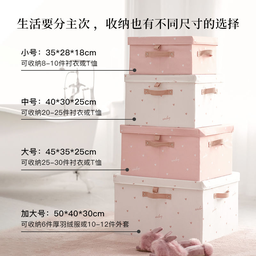 生活要分主次，收纳也有不同尺寸的选择
小号：35*28*18cm
可收纳8-10件衬衣或T恤
中号：40*30*25cm
可收纳20-25件衬衣或T恤
大号：45*35*25cm
可收纳25-30件衬衣或T恤
加大号：50*40*30cm
可收纳6件厚羽绒服或10-12件外套